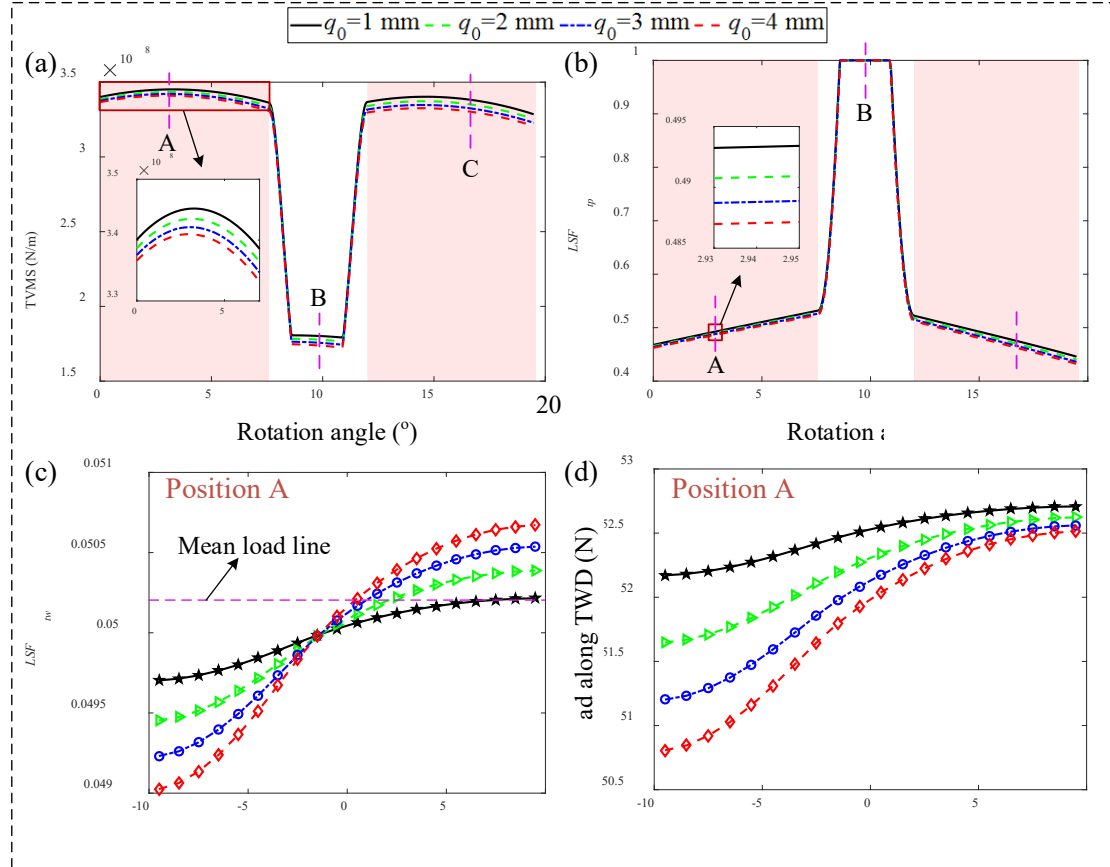 q0=1 mm q0=2 mm q0=3 mm q0=4 mm
(a)
× 10 8
3.5
3
2.5
2
1.5
TVMS (N/m)
A
B
C
× 10 8
3.5
3.4
3.3
0 5
0 5 10 15 20
Rotation angle (o)
(b)
1
0.9
0.8
0.7
0.6
0.5
0.4
LSF tp
B
A
0.495
0.49
0.485
2.93 2.94 2.95
0 5 10 15
Rotation a
(c)
0.051
0.0505
0.05
0.0495
0.049
LSF tw
Position A
Mean load line
-10 -5 0 5
(d)
53
52.5
52
51.5
51
50.5
ad along TWD (N)
Position A
-10 -5 0 5